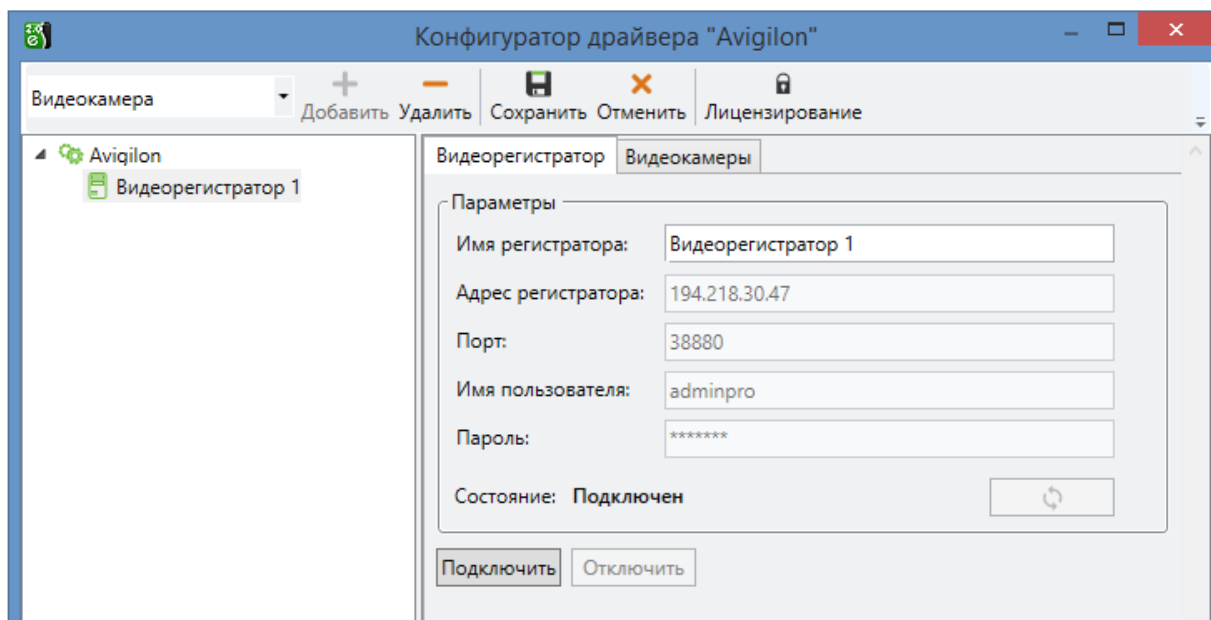 Конфигуратор драйвера "Avigilon"
Видеокамера
Добавить Удалить Сохранить Отменить Лицензирование
Avigilon
Видеорегистратор 1
Видеорегистратор Видеокамеры
Параметры
Имя регистратора: Видеорегистратор 1
Адрес регистратора: 194.218.30.47
Порт: 38880
Имя пользователя: adminpro
Пароль: *******
Состояние: Подключен
Подключить Отключить